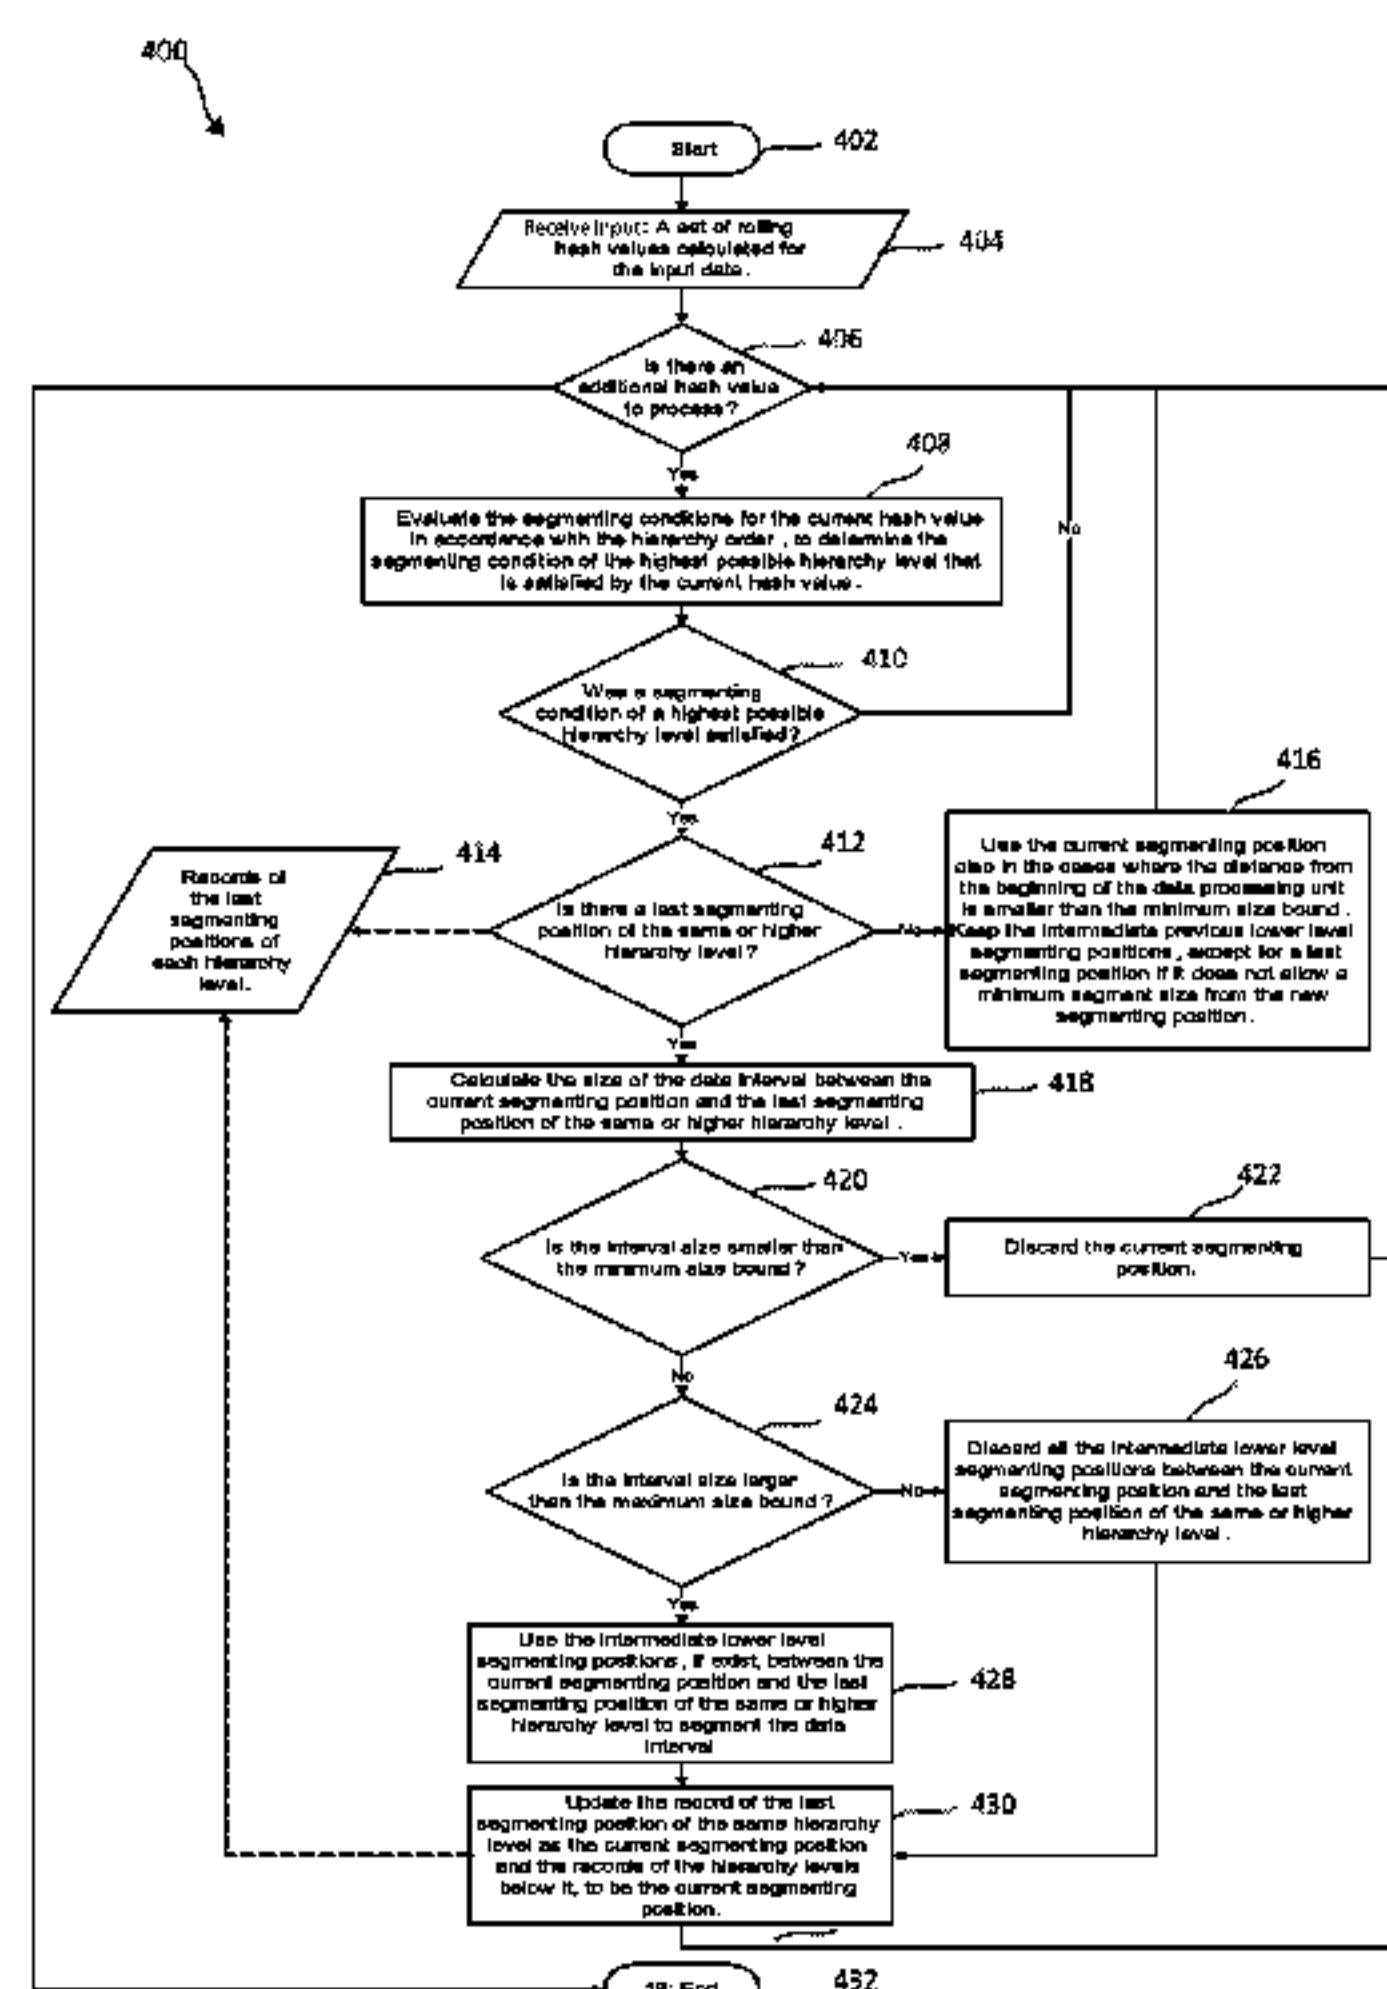 400
Start
402
Receive Input: A set of rolling
hash values calculated for
the input data.
404
406
Is there an
additional hash value
to process?
Yes
408
Evaluate the segmenting conditions for the current hash value
in accordance with the hierarchy order, to determine the
segmenting condition of the highest possible hierarchy level that
is satisfied by the current hash value.
No
410
Was a segmenting
condition of a highest possible
hierarchy level satisfied?
Yes
412
Is there a last segmenting
position of the same or higher
hierarchy level?
414
Records of
the last
segmenting
positions of
each hierarchy
level.
No
416
Use the current segmenting position
also in the cases where the distance from
the beginning of the data processing unit
is smaller than the minimum size bound.
Keep the intermediate previous lower level
segmenting positions, except for a last
segmenting position if it does not allow a
minimum segment size from the new
segmenting position.
Yes
Calculate the size of the data interval between the
current segmenting position and the last segmenting
position of the same or higher hierarchy level.
418
420
Is the interval size smaller than
the minimum size bound?
Yes
422
Discard the current segmenting
position.
No
424
Is the interval size larger
than the maximum size bound?
No
426
Discard all the intermediate lower level
segmenting positions between the current
segmenting position and the last
segmenting position of the same or higher
hierarchy level.
Yes
Use the intermediate lower level
segmenting positions, if exist, between the
current segmenting position and the last
segmenting position of the same or higher
hierarchy level to segment the data
interval
428
Update the record of the last
segmenting position of the same hierarchy
level as the current segmenting position
and the records of the hierarchy levels
below it, to be the current segmenting
position.
430
End
432